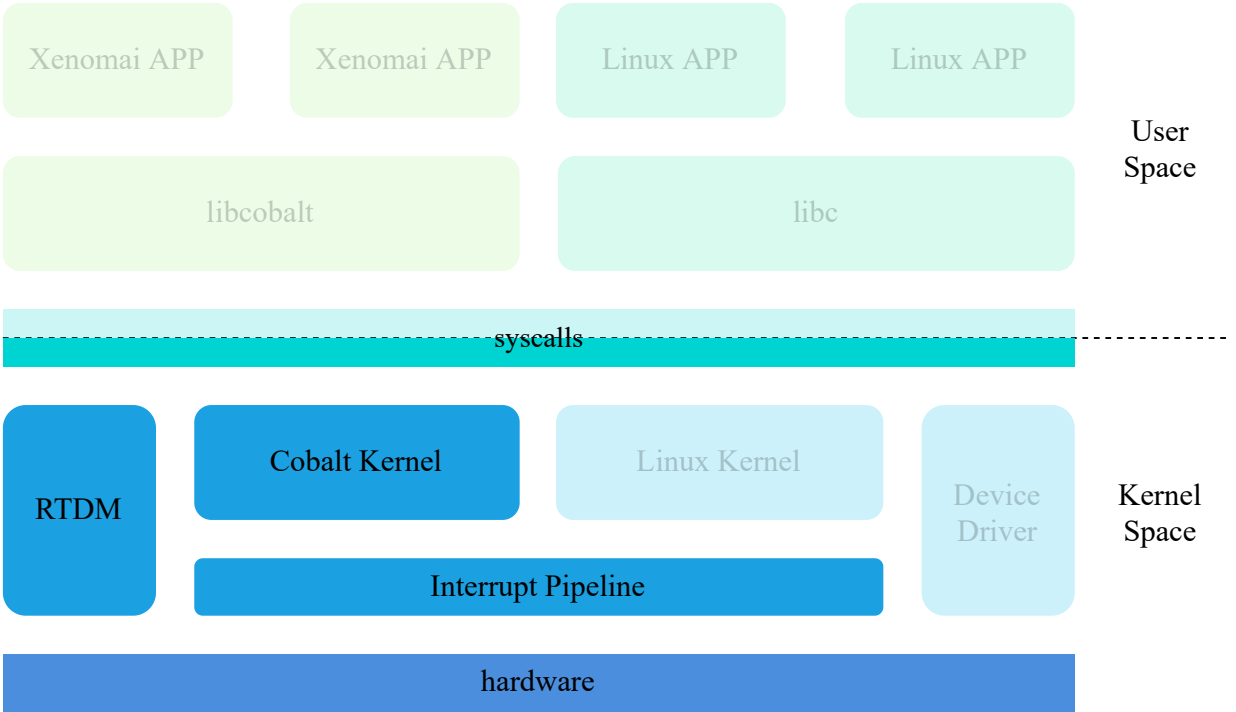 Xenomai APP
Xenomai APP
Linux APP
Linux APP
User
Space
libcobalt
libc
syscalls
Cobalt Kernel
Linux Kernel
RTDM
Device
Driver
Kernel
Space
Interrupt Pipeline
hardware